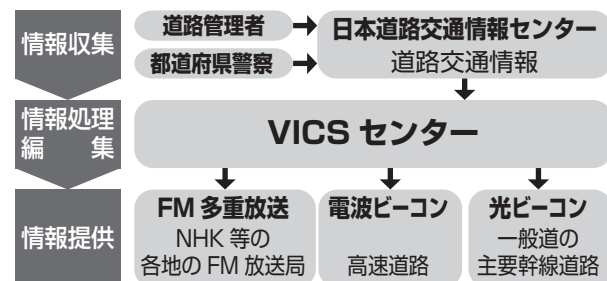 情報収集
道路管理者
都道府県警察
日本道路交通情報センター
道路交通情報
情報処理
編　集
VICS センター
情報提供
FM 多重放送
NHK 等の
各地の FM 放送局
電波ビーコン
高速道路
光ビーコン
一般道の
主要幹線道路